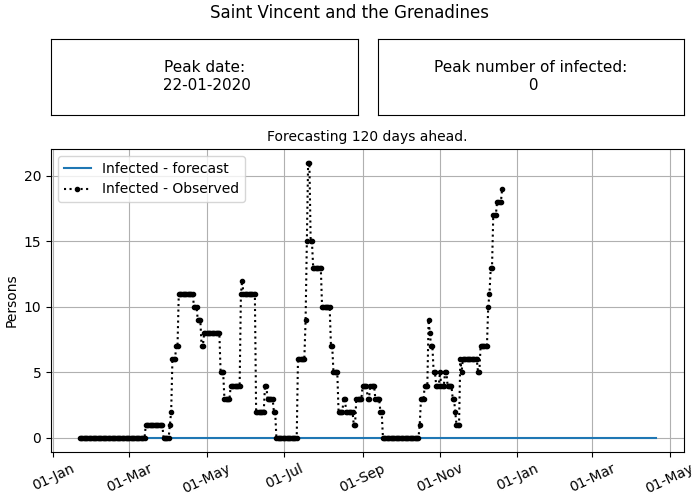 Saint Vincent and the Grenadines
Peak date:
22-01-2020
Peak number of infected:
0
Forecasting 120 days ahead.
Infected - forecast
Infected - Observed
Persons
20
15
10
5
0
01-Jan
01-Mar
01-May
01-Jul
01-Sep
01-Nov
01-Jan
01-Mar
01-May